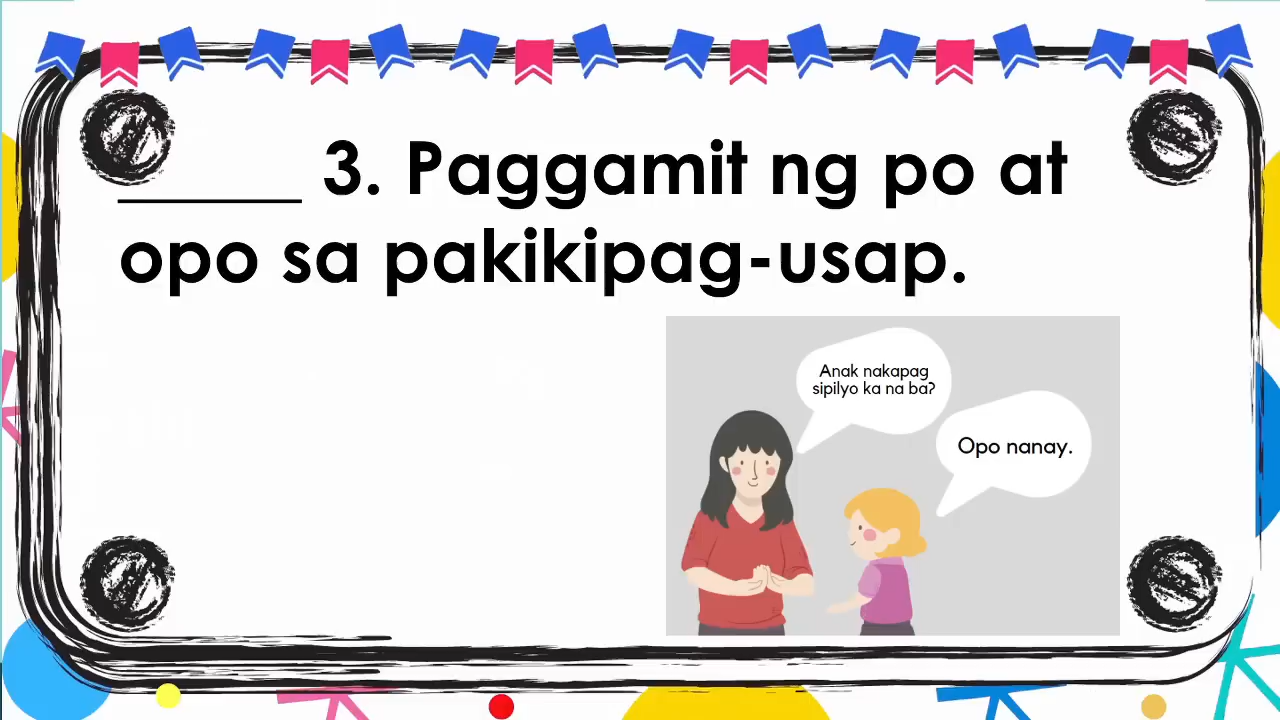 _____ 3. Paggamit ng po at
opo sa pakikipag-usap.
Anak nakapag
sipilyo ka na ba?
Opo nanay.